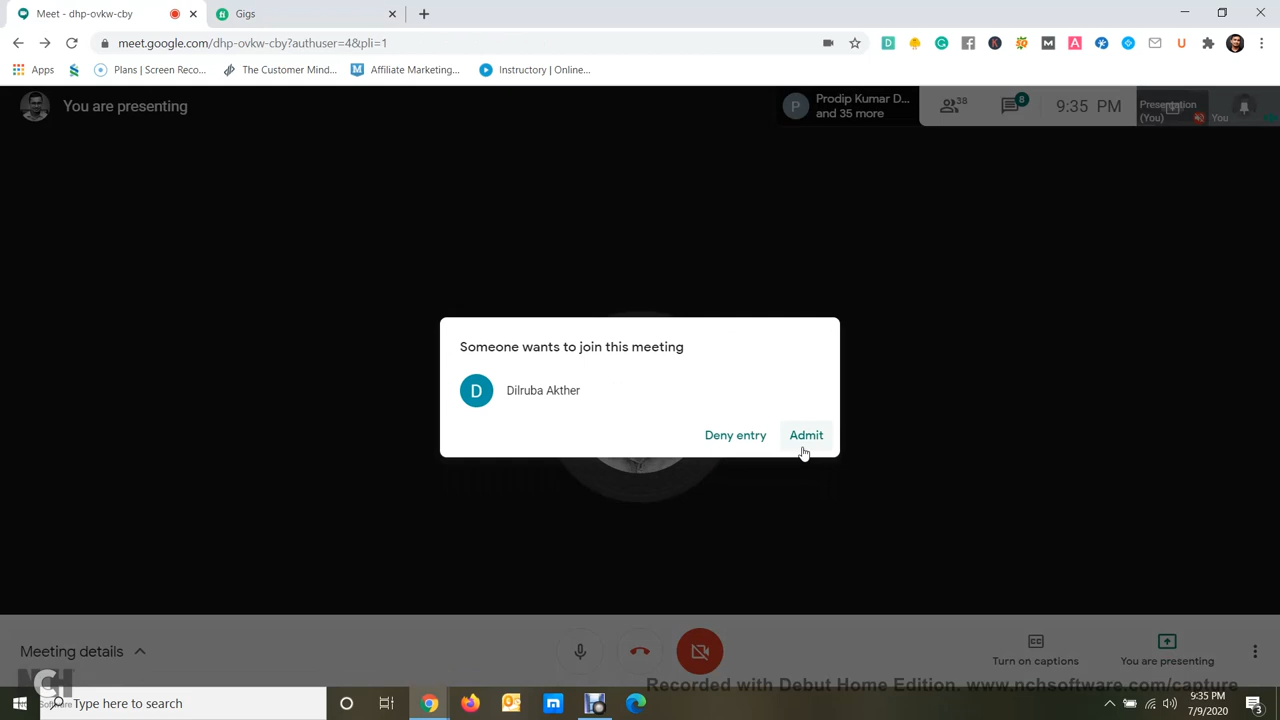 Meet - dhp-ovkw-cby
Gigs
meet.google.com/dhp-ovkw-cby?authuser=4&pli=1
Apps
Plans | Screen Reco...
The Customer Mind...
Affiliate Marketing...
Instructory | Online...
You are presenting
P
Prodip Kumar D...
and 35 more
38
8
9:35 PM
Presentation
(You)
You
Someone wants to join this meeting
D
Dilruba Akther
Deny entry
Admit
Meeting details
Turn on captions
You are presenting
NCH
Software
Recorded with Debut Home Edition. www.nchsoftware.com/capture
Type here to search
9:35 PM
7/9/2020
3